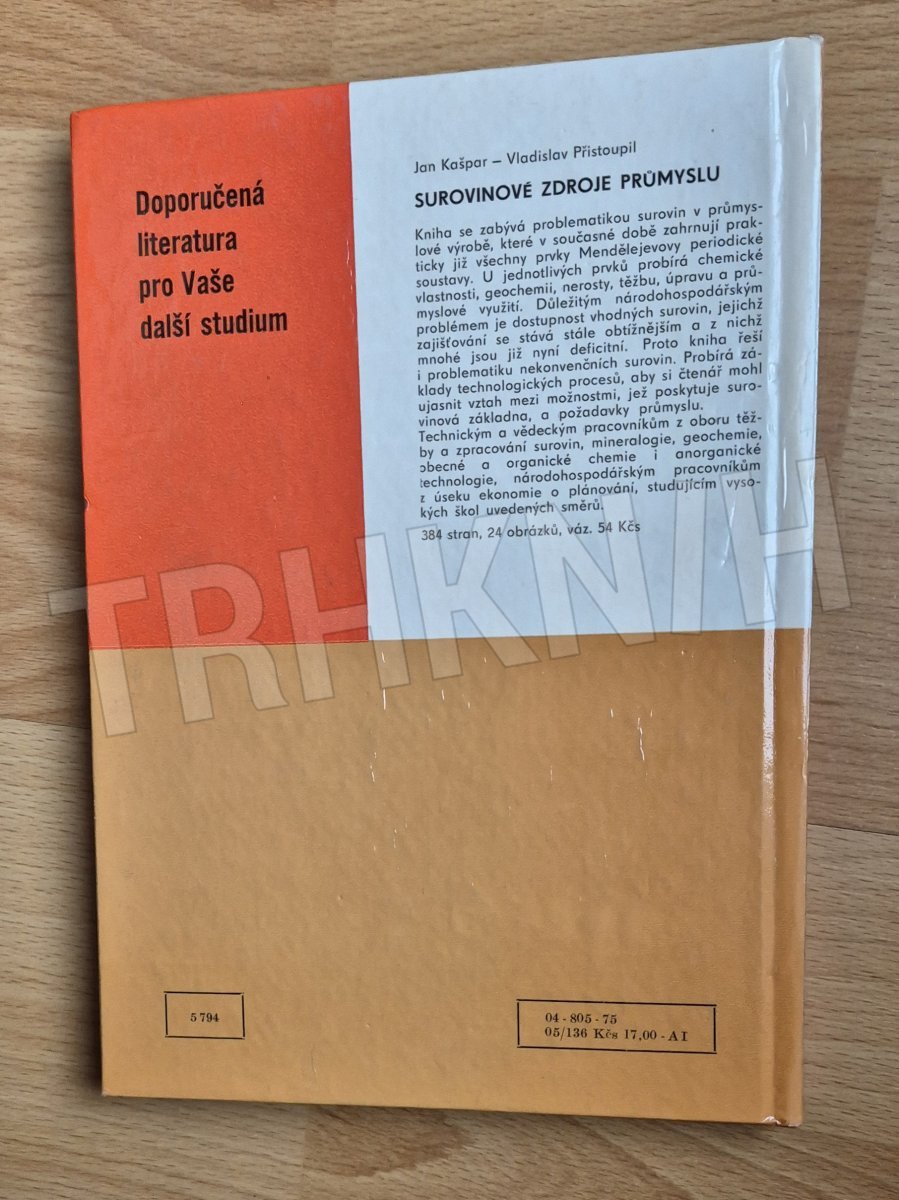 Doporučená
literatura
pro Vaše
další studium
Jan Kašpar – Vladislav Přistoupil
SUROVINOVÉ ZDROJE PRŮMYSLU
Kniha se zabývá problematikou surovin v průmys-
lové výrobě, které v současné době zahrnují prak-
ticky již všechny prvky Mendělejevovy periodické
soustavy. U jednotlivých prvků probírá chemické
vlastnosti, geochemii, nerosty, těžbu, úpravu a prů-
myslové využití. Důležitým národohospodářským
problémem je dostupnost vhodných surovin, jejichž
zajišťování se stává stále obtížnějším a z nichž
mnohé jsou již nyní deficitní. Proto kniha řeší
i problematiku nekonvenčních surovin. Probírá zá-
klady technologických procesů, aby si čtenář mohl
ujasnit vztah mezi možnostmi, jež poskytuje suro-
vinová základna, a požadavky průmyslu.
Technickým a vědeckým pracovníkům z oboru těž-
by a zpracování surovin, mineralogie, geochemie,
obecné a organické chemie i anorganické
technologie, národohospodářským pracovníkům
z úseku ekonomie o plánování, studujícím vyso-
kých škol uvedených směrů.
384 stran, 24 obrázků, váz. 54 Kčs
TRHKNIH
5 794
04 - 805 - 75
05/136 Kčs 17,00 - A I